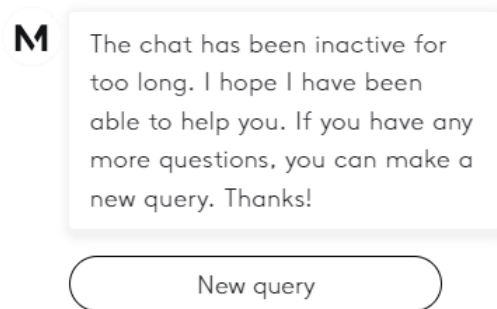 M
The chat has been inactive for
too long. I hope I have been
able to help you. If you have any
more questions, you can make a
new query. Thanks!
New query